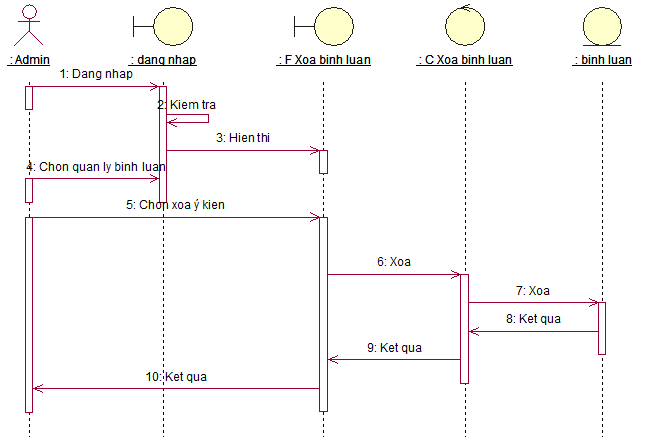 : Admin
: dang nhap
: F Xoa binh luan
: C Xoa binh luan
: binh luan
1: Dang nhap
2: Kiem tra
3: Hien thi
4: Chon quan ly binh luan
5: Chon xoa ý kien
6: Xoa
7: Xoa
8: Ket qua
9: Ket qua
10: Ket qua